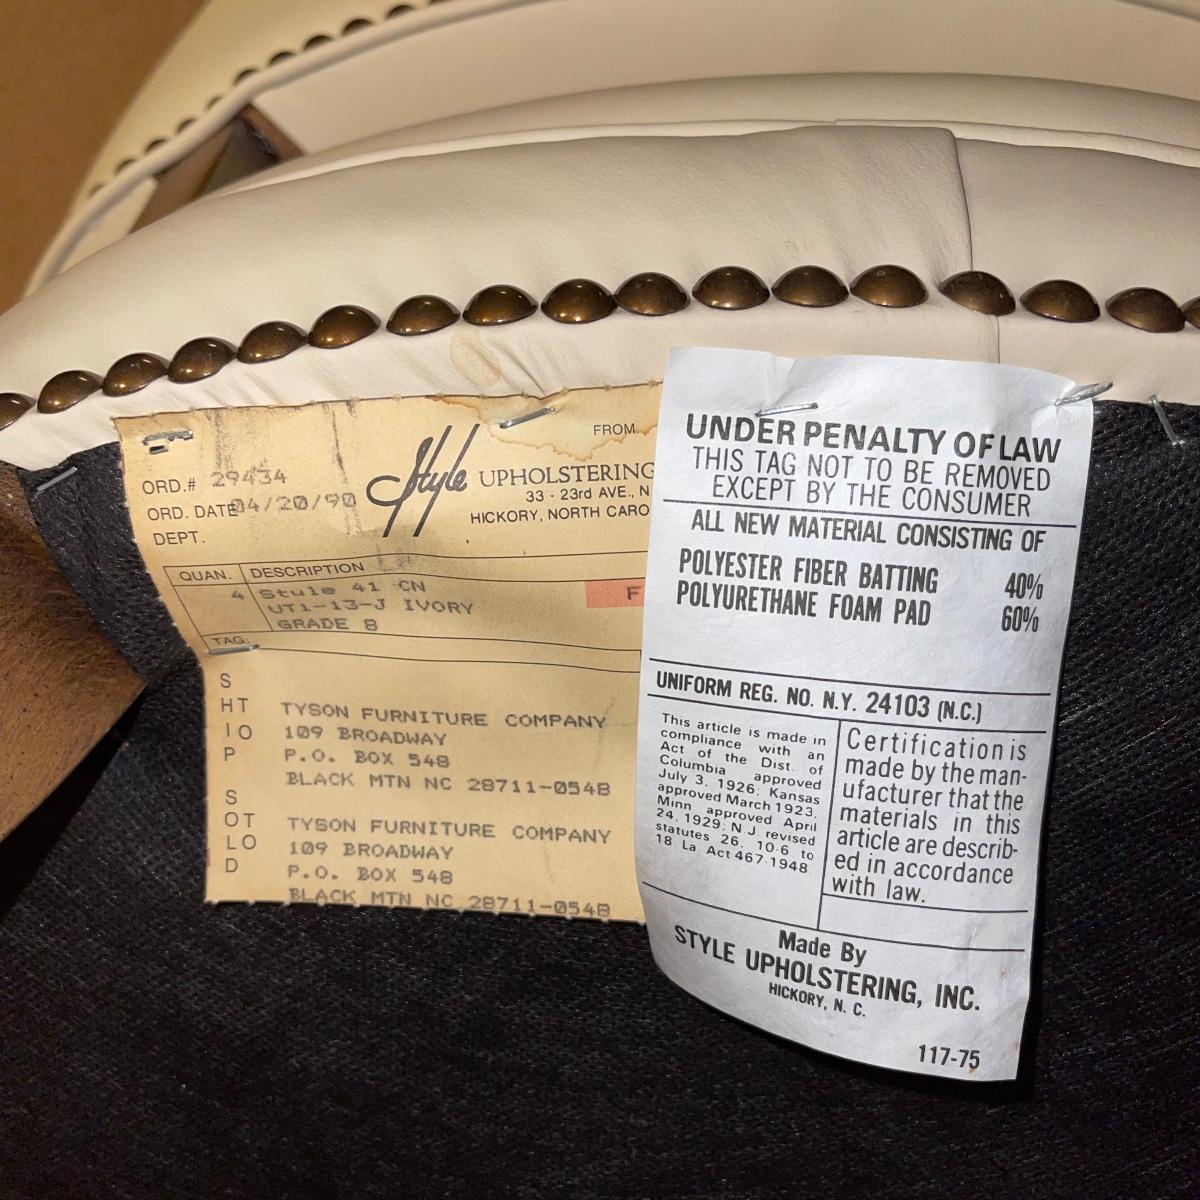 FROM
ORD.# 29434
ORD. DATE 04/20/90
DEPT.
Style UPHOLSTERING
33 - 23rd AVE., N
HICKORY, NORTH CARO
QUAN. DESCRIPTION
4 Style 41 CN
UT1-13-J IVORY
GRADE 8
F
TAG:
SHIP TO
TYSON FURNITURE COMPANY
109 BROADWAY
P.O. BOX 548
BLACK MTN NC 28711-0548
SOLD TO
TYSON FURNITURE COMPANY
109 BROADWAY
P.O. BOX 548
BLACK MTN NC 28711-0548
UNDER PENALTY OF LAW
THIS TAG NOT TO BE REMOVED
EXCEPT BY THE CONSUMER
ALL NEW MATERIAL CONSISTING OF
POLYESTER FIBER BATTING 40%
POLYURETHANE FOAM PAD 60%
UNIFORM REG. NO. N.Y. 24103 (N.C.)
This article is made in
compliance with an
Act of the Dist. of
Columbia approved
July 3, 1926; Kansas
approved March 1923;
Minn approved April
24, 1929; N.J. revised
statutes 26, 10-6 to
18 La. Act 467-1948
Certification is
made by the man-
ufacturer that the
materials in this
article are describ-
ed in accordance
with law.
Made By
STYLE UPHOLSTERING, INC.
HICKORY, N. C.
117-75